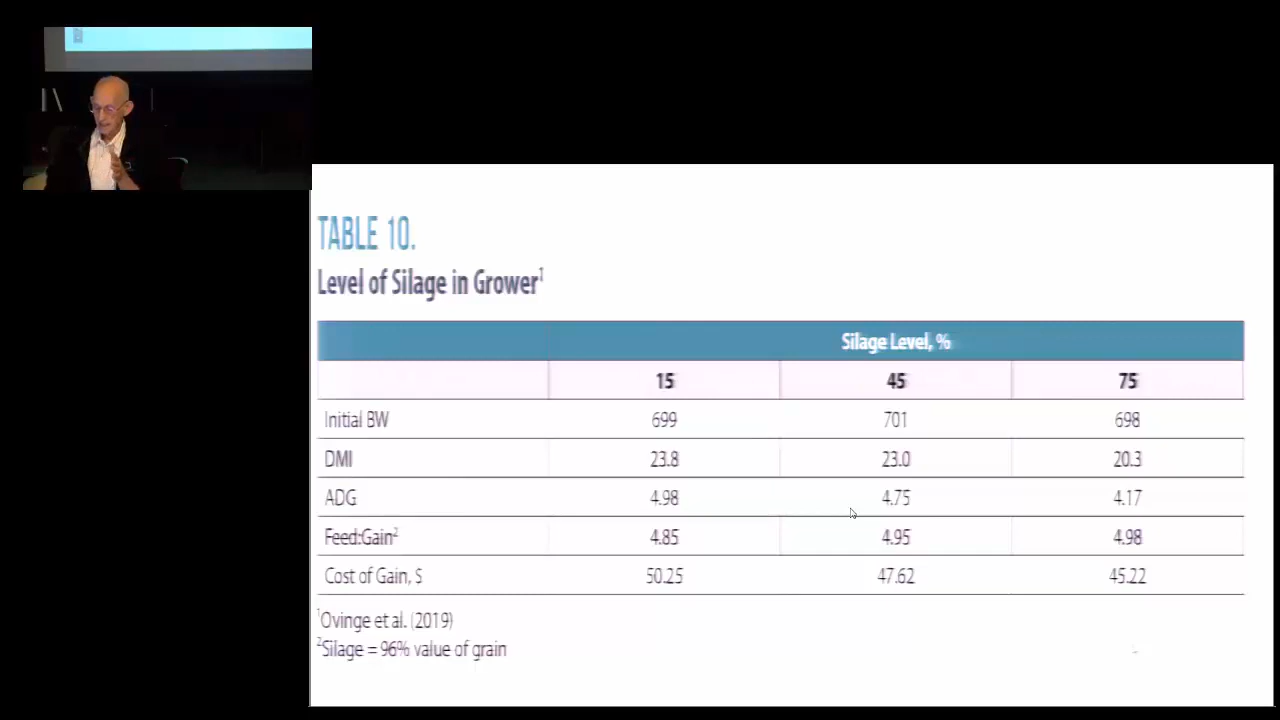 TABLE 10.
Level of Silage in Grower1
Silage Level, %
15 45 75
Initial BW 699 701 698
DMI 23.8 23.0 20.3
ADG 4.98 4.75 4.17
Feed:Gain2 4.85 4.95 4.98
Cost of Gain, $ 50.25 47.62 45.22
1Ovinge et al. (2019)
2Silage = 96% value of grain